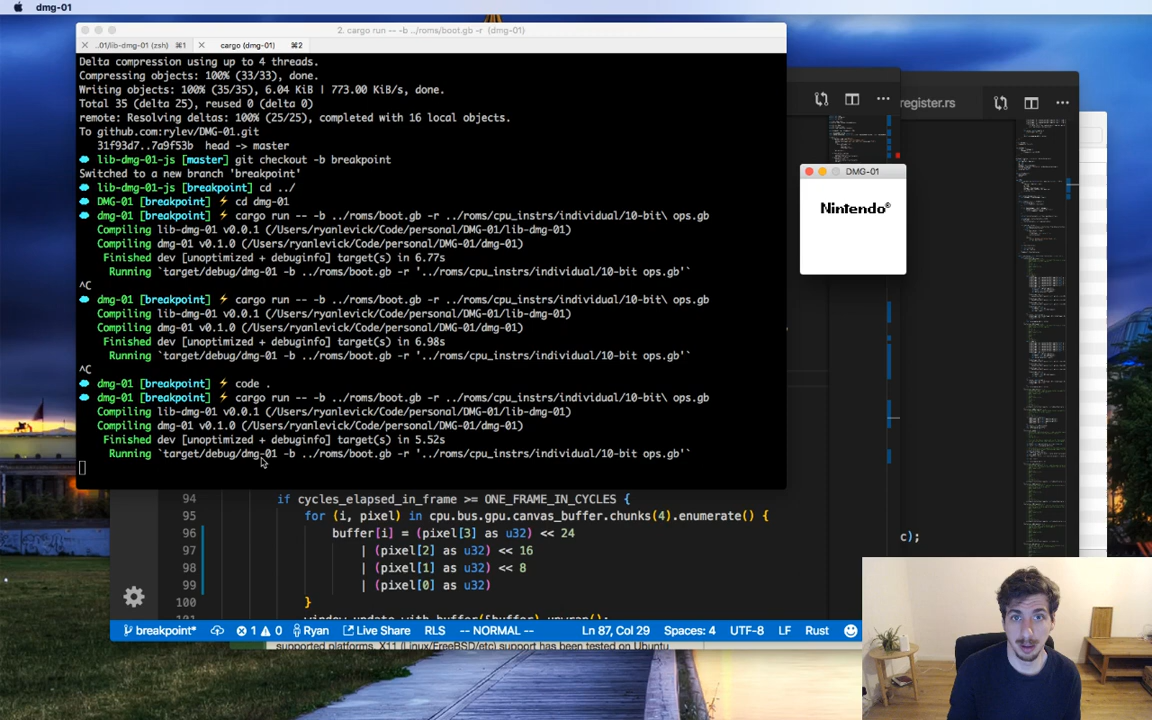 dmg-01
2. cargo run -- -b ../roms/boot.gb -r  (dmg-01)
..01/lib-dmg-01 (zsh) ⌘1
cargo (dmg-01) ⌘2
Delta compression using up to 4 threads.
Compressing objects: 100% (33/33), done.
Writing objects: 100% (35/35), 6.04 KiB | 773.00 KiB/s, done.
Total 35 (delta 25), reused 0 (delta 0)
remote: Resolving deltas: 100% (25/25), completed with 16 local objects.
To github.com:rylev/DMG-01.git
31f93d7..7a9f53b  head -> master
lib-dmg-01-js [master] git checkout -b breakpoint
Switched to a new branch 'breakpoint'
lib-dmg-01-js [breakpoint] cd ../
DMG-01 [breakpoint] ⚡ cd dmg-01
dmg-01 [breakpoint] ⚡ cargo run -- -b ../roms/boot.gb -r ../roms/cpu_instrs/individual/10-bit\ ops.gb
Compiling lib-dmg-01 v0.0.1 (/Users/ryanlevick/Code/personal/DMG-01/lib-dmg-01)
Compiling dmg-01 v0.1.0 (/Users/ryanlevick/Code/personal/DMG-01/dmg-01)
Finished dev [unoptimized + debuginfo] target(s) in 6.77s
Running `target/debug/dmg-01 -b ../roms/boot.gb -r '../roms/cpu_instrs/individual/10-bit ops.gb'`
^C
dmg-01 [breakpoint] ⚡ cargo run -- -b ../roms/boot.gb -r ../roms/cpu_instrs/individual/10-bit\ ops.gb
Compiling lib-dmg-01 v0.0.1 (/Users/ryanlevick/Code/personal/DMG-01/lib-dmg-01)
Compiling dmg-01 v0.1.0 (/Users/ryanlevick/Code/personal/DMG-01/dmg-01)
Finished dev [unoptimized + debuginfo] target(s) in 6.98s
Running `target/debug/dmg-01 -b ../roms/boot.gb -r '../roms/cpu_instrs/individual/10-bit ops.gb'`
^C
dmg-01 [breakpoint] ⚡ code .
dmg-01 [breakpoint] ⚡ cargo run -- -b ../roms/boot.gb -r ../roms/cpu_instrs/individual/10-bit\ ops.gb
Compiling lib-dmg-01 v0.0.1 (/Users/ryanlevick/Code/personal/DMG-01/lib-dmg-01)
Compiling dmg-01 v0.1.0 (/Users/ryanlevick/Code/personal/DMG-01/dmg-01)
Finished dev [unoptimized + debuginfo] target(s) in 5.52s
Running `target/debug/dmg-01 -b ../roms/boot.gb -r '../roms/cpu_instrs/individual/10-bit ops.gb'`
register.rs
DMG-01
Nintendo®
94 if cycles_elapsed_in_frame >= ONE_FRAME_IN_CYCLES {
95 for (i, pixel) in cpu.bus.gpu.canvas_buffer.chunks(4).enumerate() {
96 buffer[i] = (pixel[3] as u32) << 24
97 | (pixel[2] as u32) << 16
98 | (pixel[1] as u32) << 8
99 | (pixel[0] as u32)
100 }
c);
breakpoint* 1 0 Ryan Live Share RLS -- NORMAL -- Ln 87, Col 29 Spaces: 4 UTF-8 LF Rust
supported platforms. X11 (Linux/FreeBSD/etc) support has been tested on Ubuntu